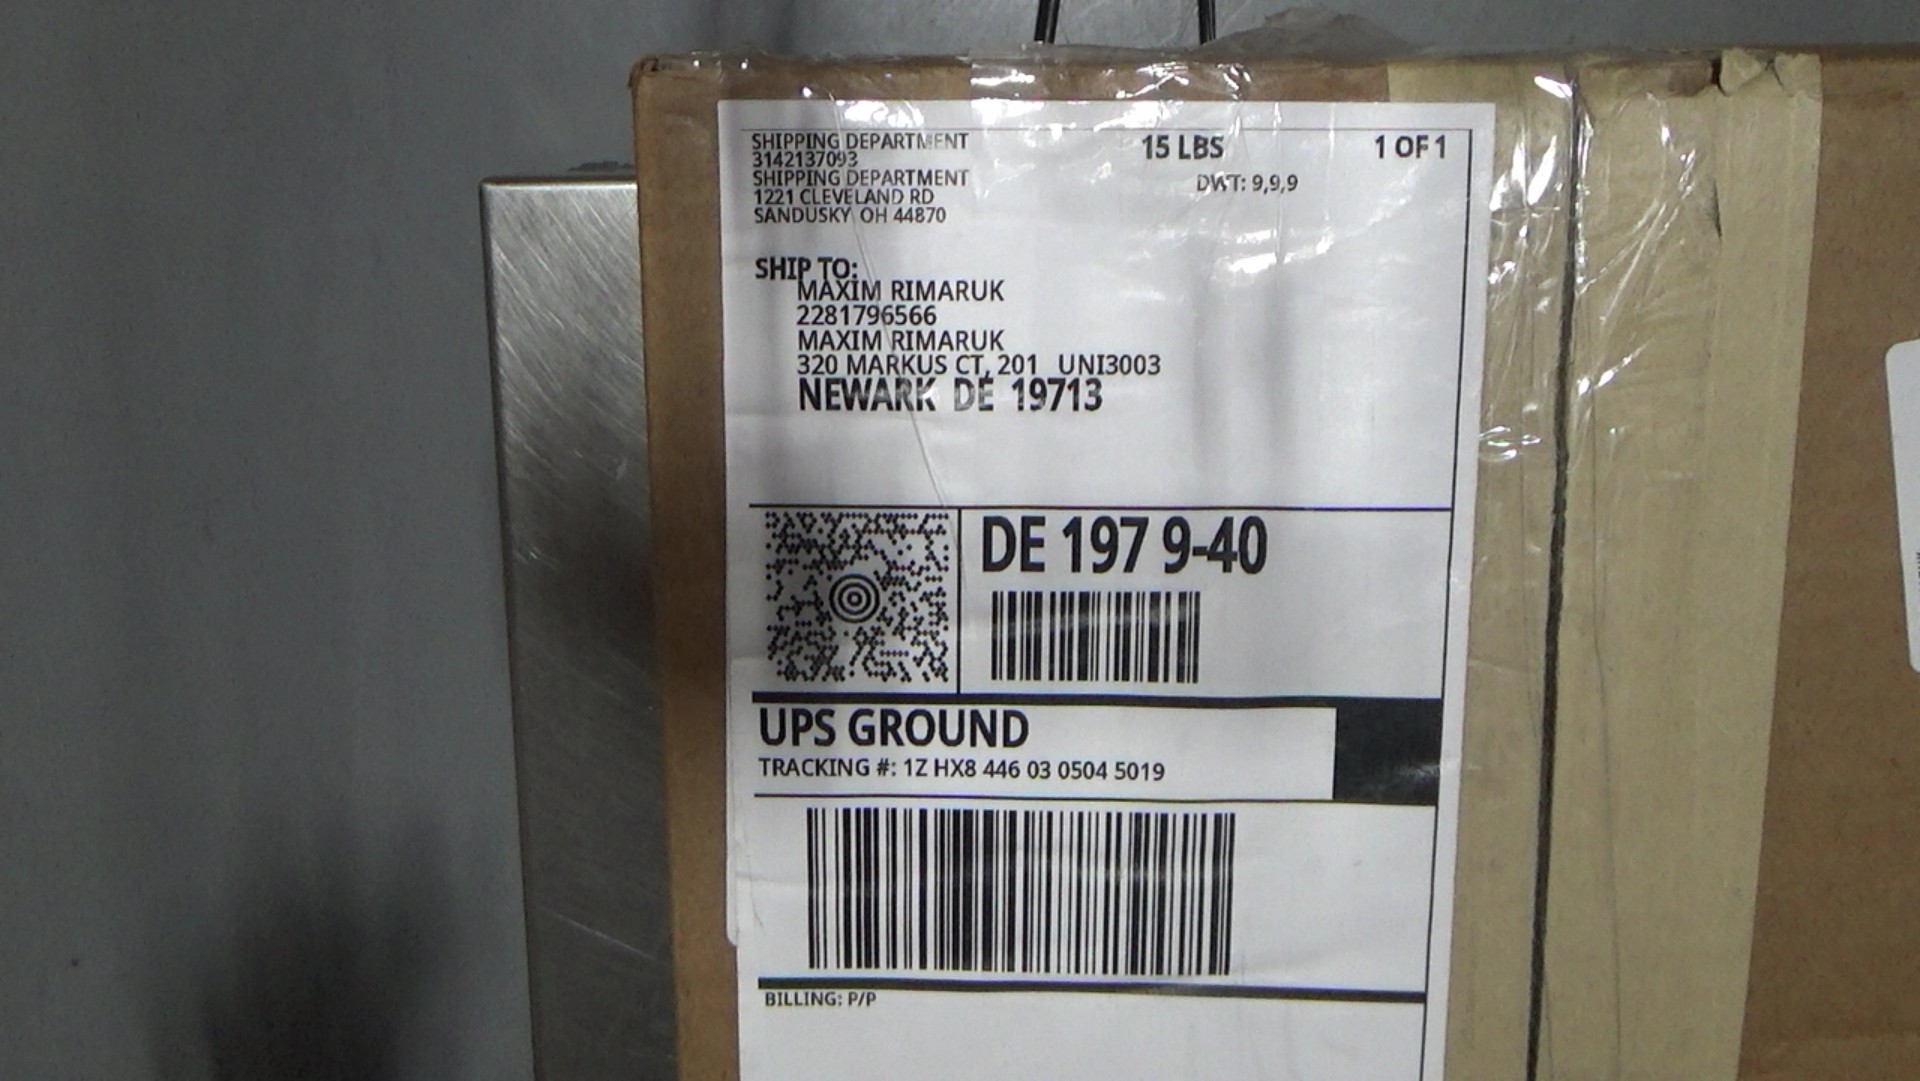 SHIPPING DEPARTMENT
3142137093
SHIPPING DEPARTMENT
1221 CLEVELAND RD
SANDUSKY OH 44870
15 LBS
1 OF 1
DWT: 9,9,9
SHIP TO:
MAXIM RIMARUK
2281796566
MAXIM RIMARUK
320 MARKUS CT, 201 UNI3003
NEWARK DE 19713
DE 197 9-40
UPS GROUND
TRACKING #: 1Z HX8 446 03 0504 5019
BILLING: P/P